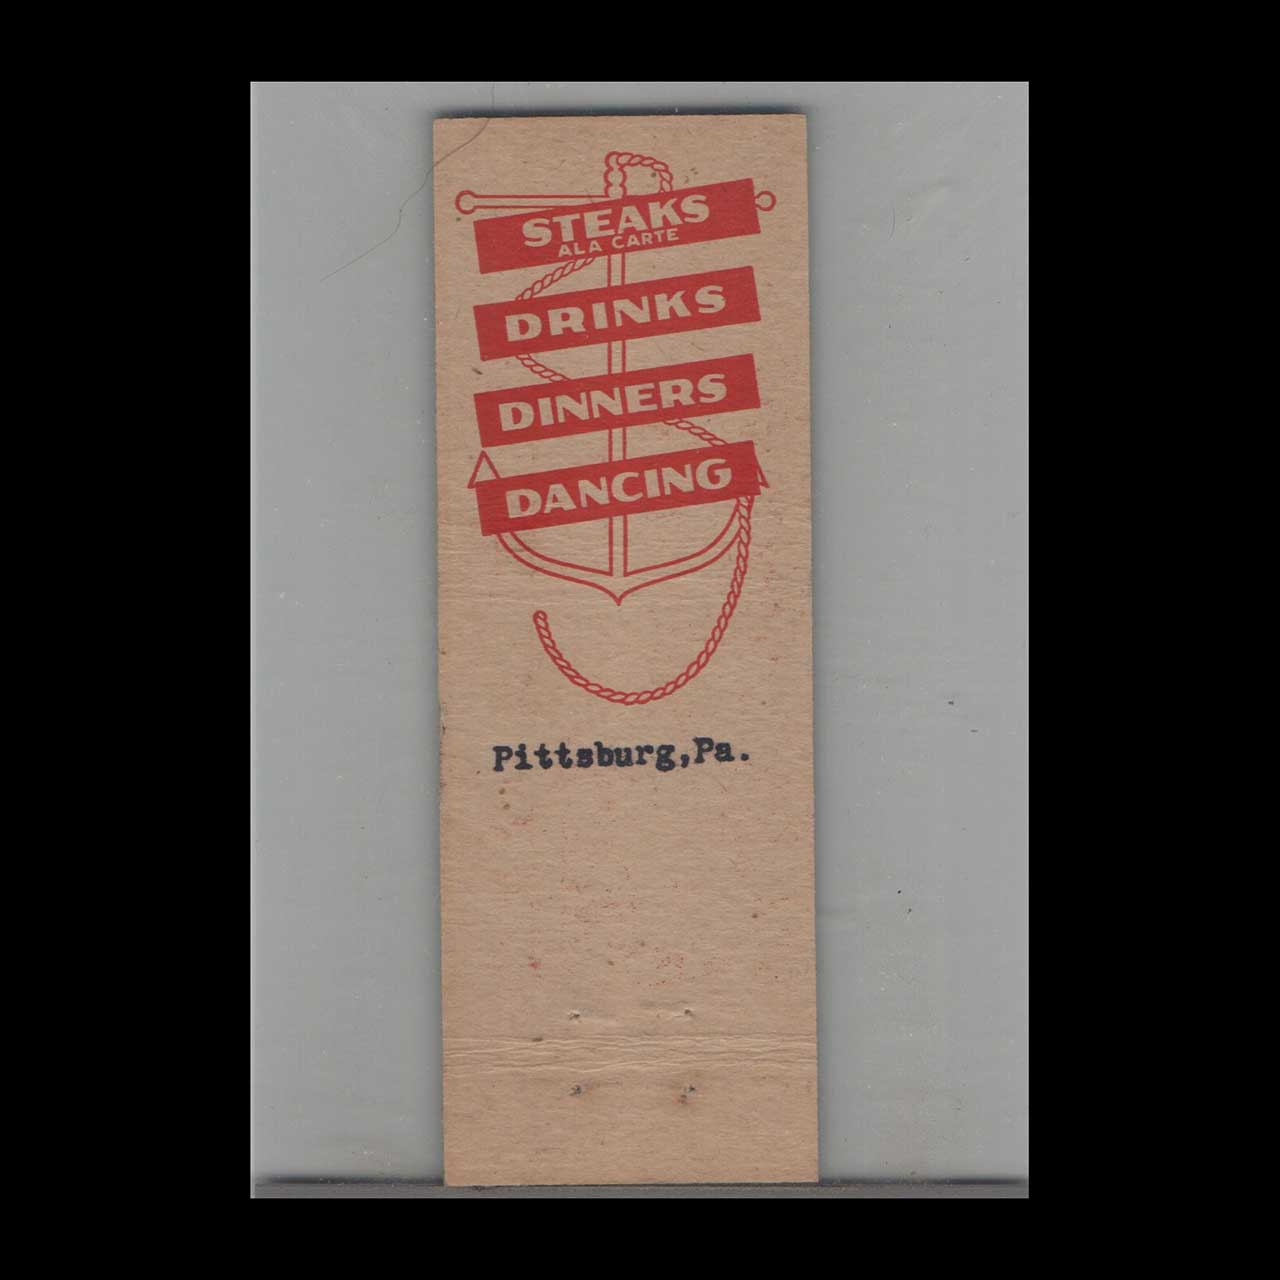 STEAKS
ALA CARTE
DRINKS
DINNERS
DANCING
Pittsburg,Pa.